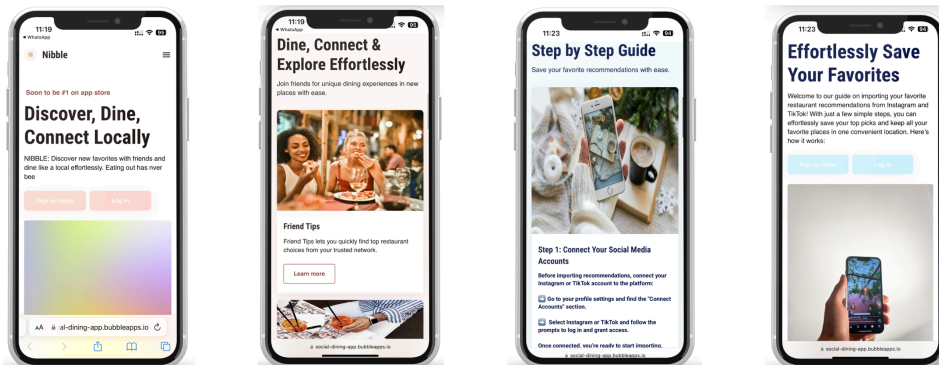 11:19
95
WhatsApp
Nibble
Soon to be #1 on app store
Discover, Dine,
Connect Locally
NIBBLE: Discover new favorites with friends and
dine like a local effortlessly. Eating out has nver
bee
Sign up today
Log in
AA
al-dining-app.bubbleapps.io
11:19
95
WhatsApp
Dine, Connect &
Explore Effortlessly
Join friends for unique dining experiences in new
places with ease.
Friend Tips
Friend Tips lets you quickly find top restaurant
choices from your trusted network.
Learn more
social-dining-app.bubbleapps.io
11:23
94
Step by Step Guide
Save your favorite recommendations with ease.
Step 1: Connect Your Social Media
Accounts
Before importing recommendations, connect your
Instagram or TikTok account to the platform:
➡️ Go to your profile settings and find the "Connect
Accounts" section.
➡️ Select Instagram or TikTok and follow the
prompts to log in and grant access.
Once connected, you're ready to start importing.
social-dining-app.bubbleapps.io
11:23
94
Effortlessly Save
Your Favorites
Welcome to our guide on importing your favorite
restaurant recommendations from Instagram and
TikTok! With just a few simple steps, you can
effortlessly save your top picks and keep all your
favorite places in one convenient location. Here's
how it works:
Sign up today
Log in
social-dining-app.bubbleapps.io